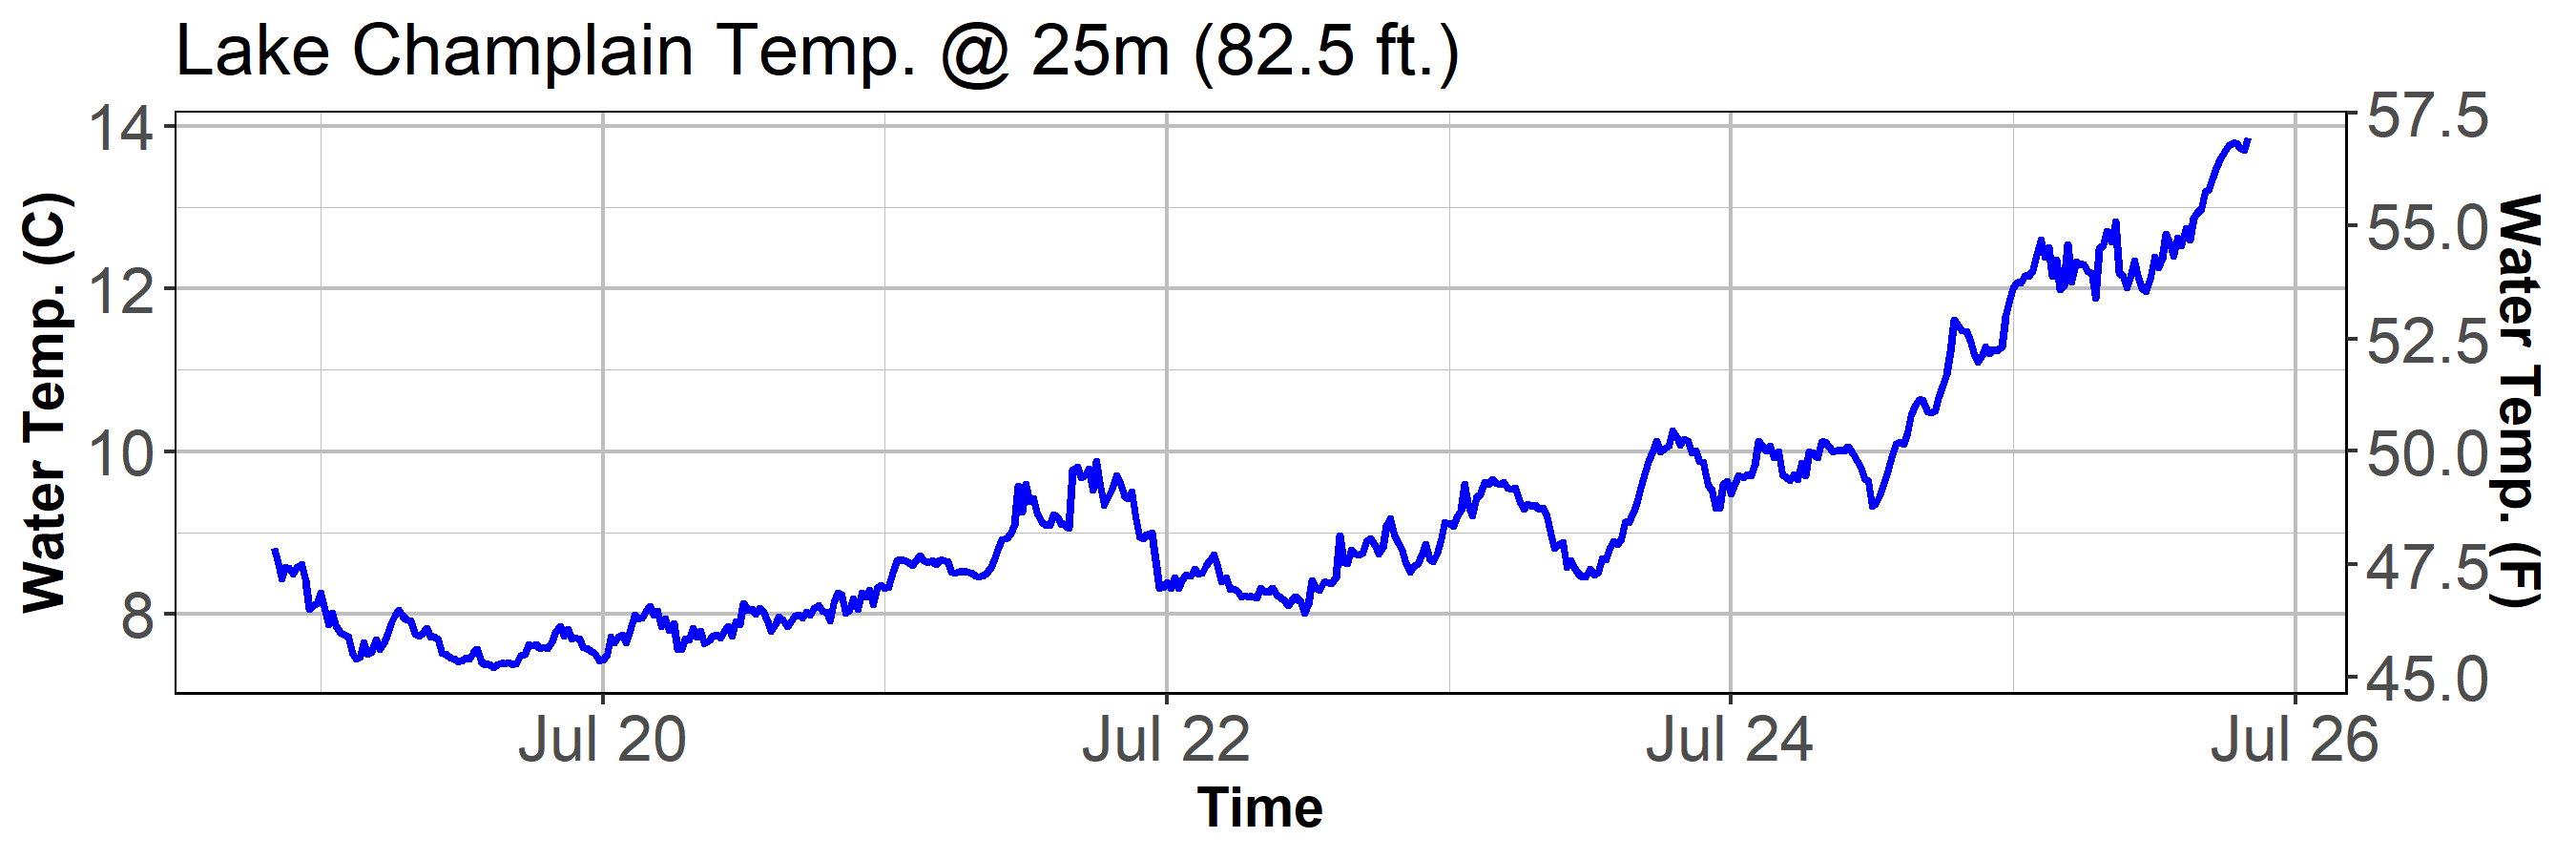 Lake Champlain Temp. @ 25m (82.5 ft.)
Water Temp. (C)
14
12
10
8
57.5
55.0
52.5
50.0
47.5
45.0
Water Temp. (F)
Jul 20 Jul 22 Jul 24 Jul 26
Time